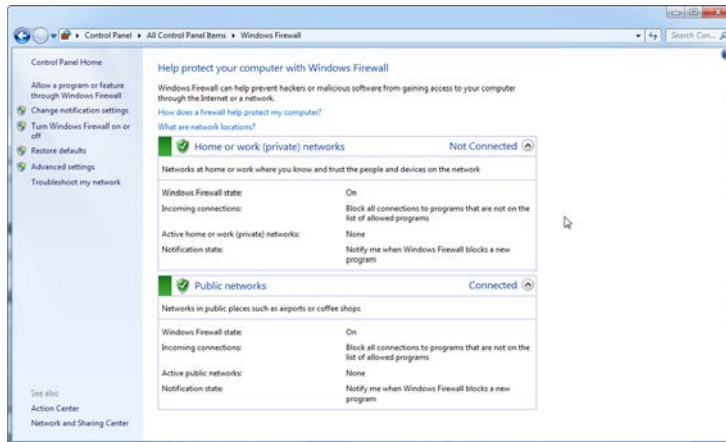 Control Panel ▸ All Control Panel Items ▸ Windows Firewall
Search Con...
Control Panel Home
Allow a program or feature
through Windows Firewall
Change notification settings
Turn Windows Firewall on or
off
Restore defaults
Advanced settings
Troubleshoot my network
See also
Action Center
Network and Sharing Center
Help protect your computer with Windows Firewall
Windows Firewall can help prevent hackers or malicious software from gaining access to your computer
through the Internet or a network.
How does a firewall help protect my computer?
What are network locations?
Home or work (private) networks Not Connected
Networks at home or work where you know and trust the people and devices on the network
Windows Firewall state: On
Incoming connections: Block all connections to programs that are not on the
list of allowed programs
Active home or work (private) networks: None
Notification state: Notify me when Windows Firewall blocks a new
program
Public networks Connected
Networks in public places such as airports or coffee shops
Windows Firewall state: On
Incoming connections: Block all connections to programs that are not on the
list of allowed programs
Active public networks: None
Notification state: Notify me when Windows Firewall blocks a new
program